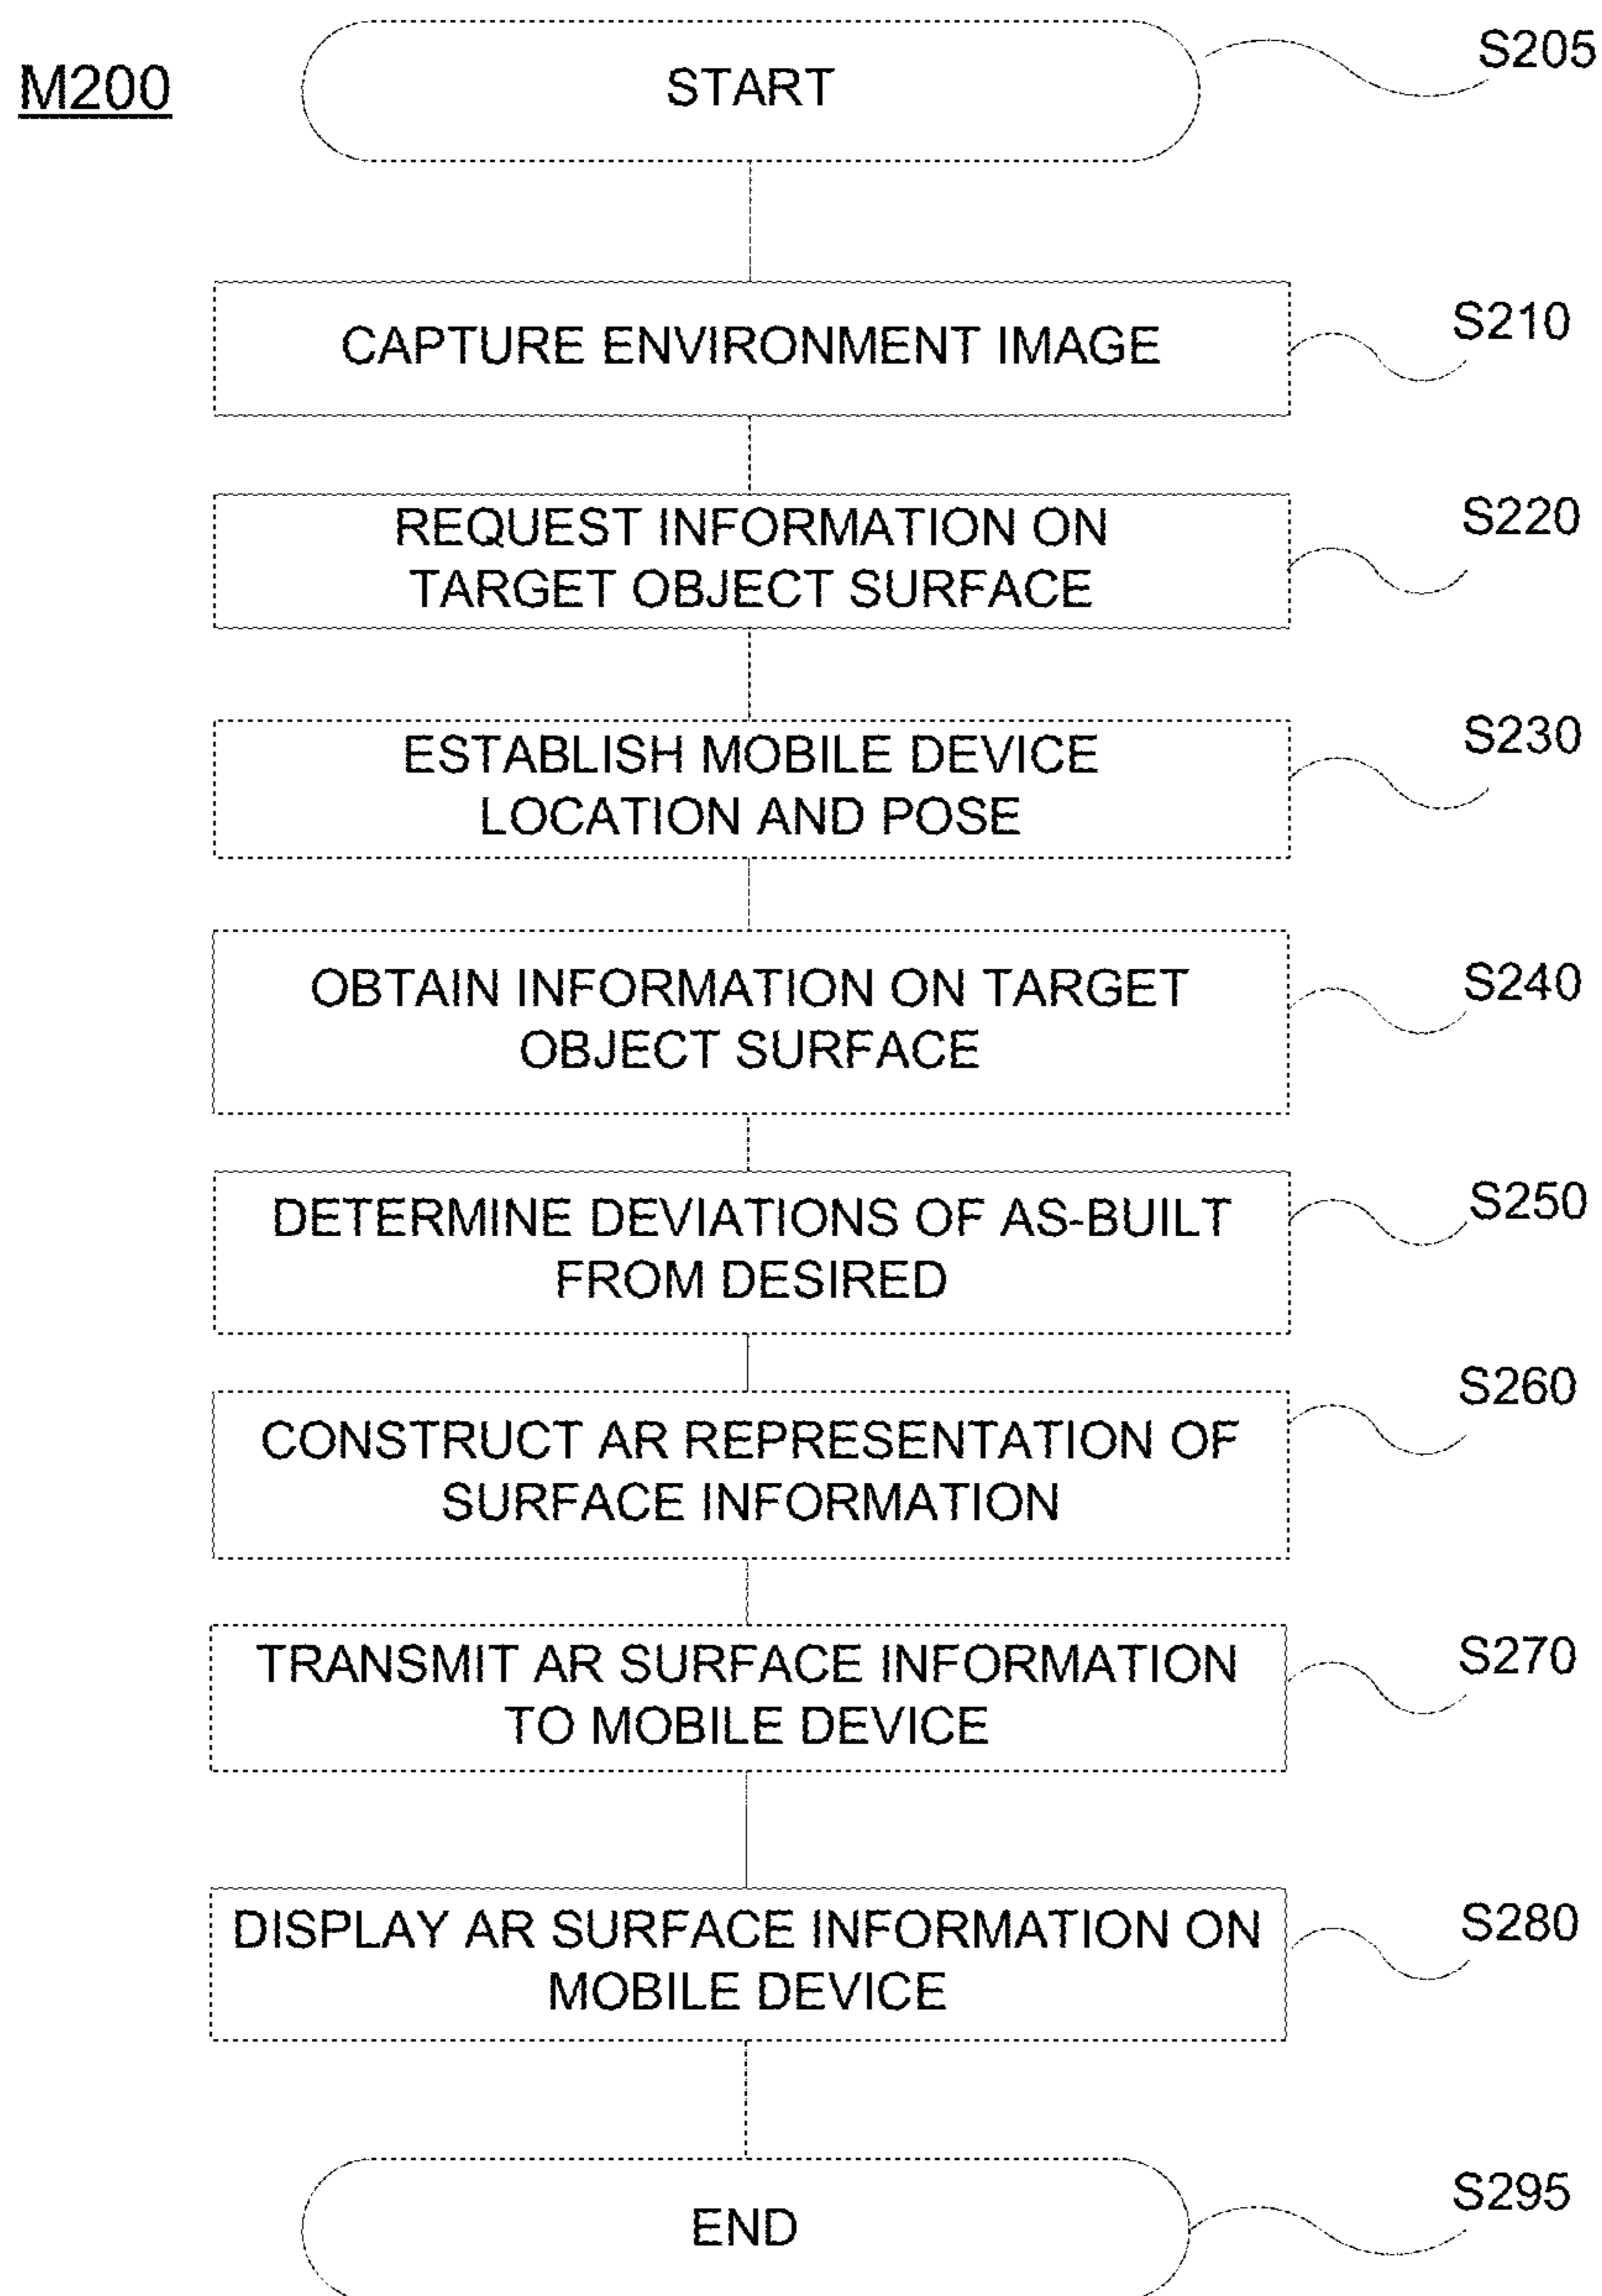 M200
START
S205
CAPTURE ENVIRONMENT IMAGE
S210
REQUEST INFORMATION ON
TARGET OBJECT SURFACE
S220
ESTABLISH MOBILE DEVICE
LOCATION AND POSE
S230
OBTAIN INFORMATION ON TARGET
OBJECT SURFACE
S240
DETERMINE DEVIATIONS OF AS-BUILT
FROM DESIRED
S250
CONSTRUCT AR REPRESENTATION OF
SURFACE INFORMATION
S260
TRANSMIT AR SURFACE INFORMATION
TO MOBILE DEVICE
S270
DISPLAY AR SURFACE INFORMATION ON
MOBILE DEVICE
S280
END
S295